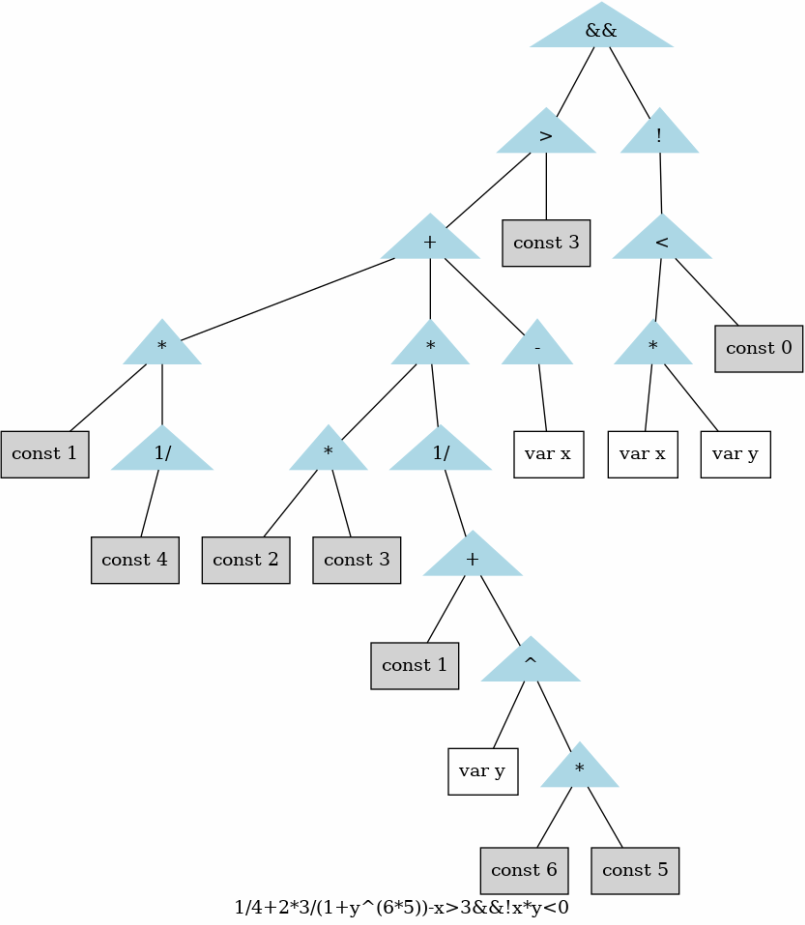 &&
> !
+ const 3 <
* * - * const 0
const 1 1/ * 1/ var x var x var y
const 4 const 2 const 3 +
const 1 ^
var y *
const 6 const 5
1/4+2*3/(1+y^(6*5))-x>3&&!x*y<0